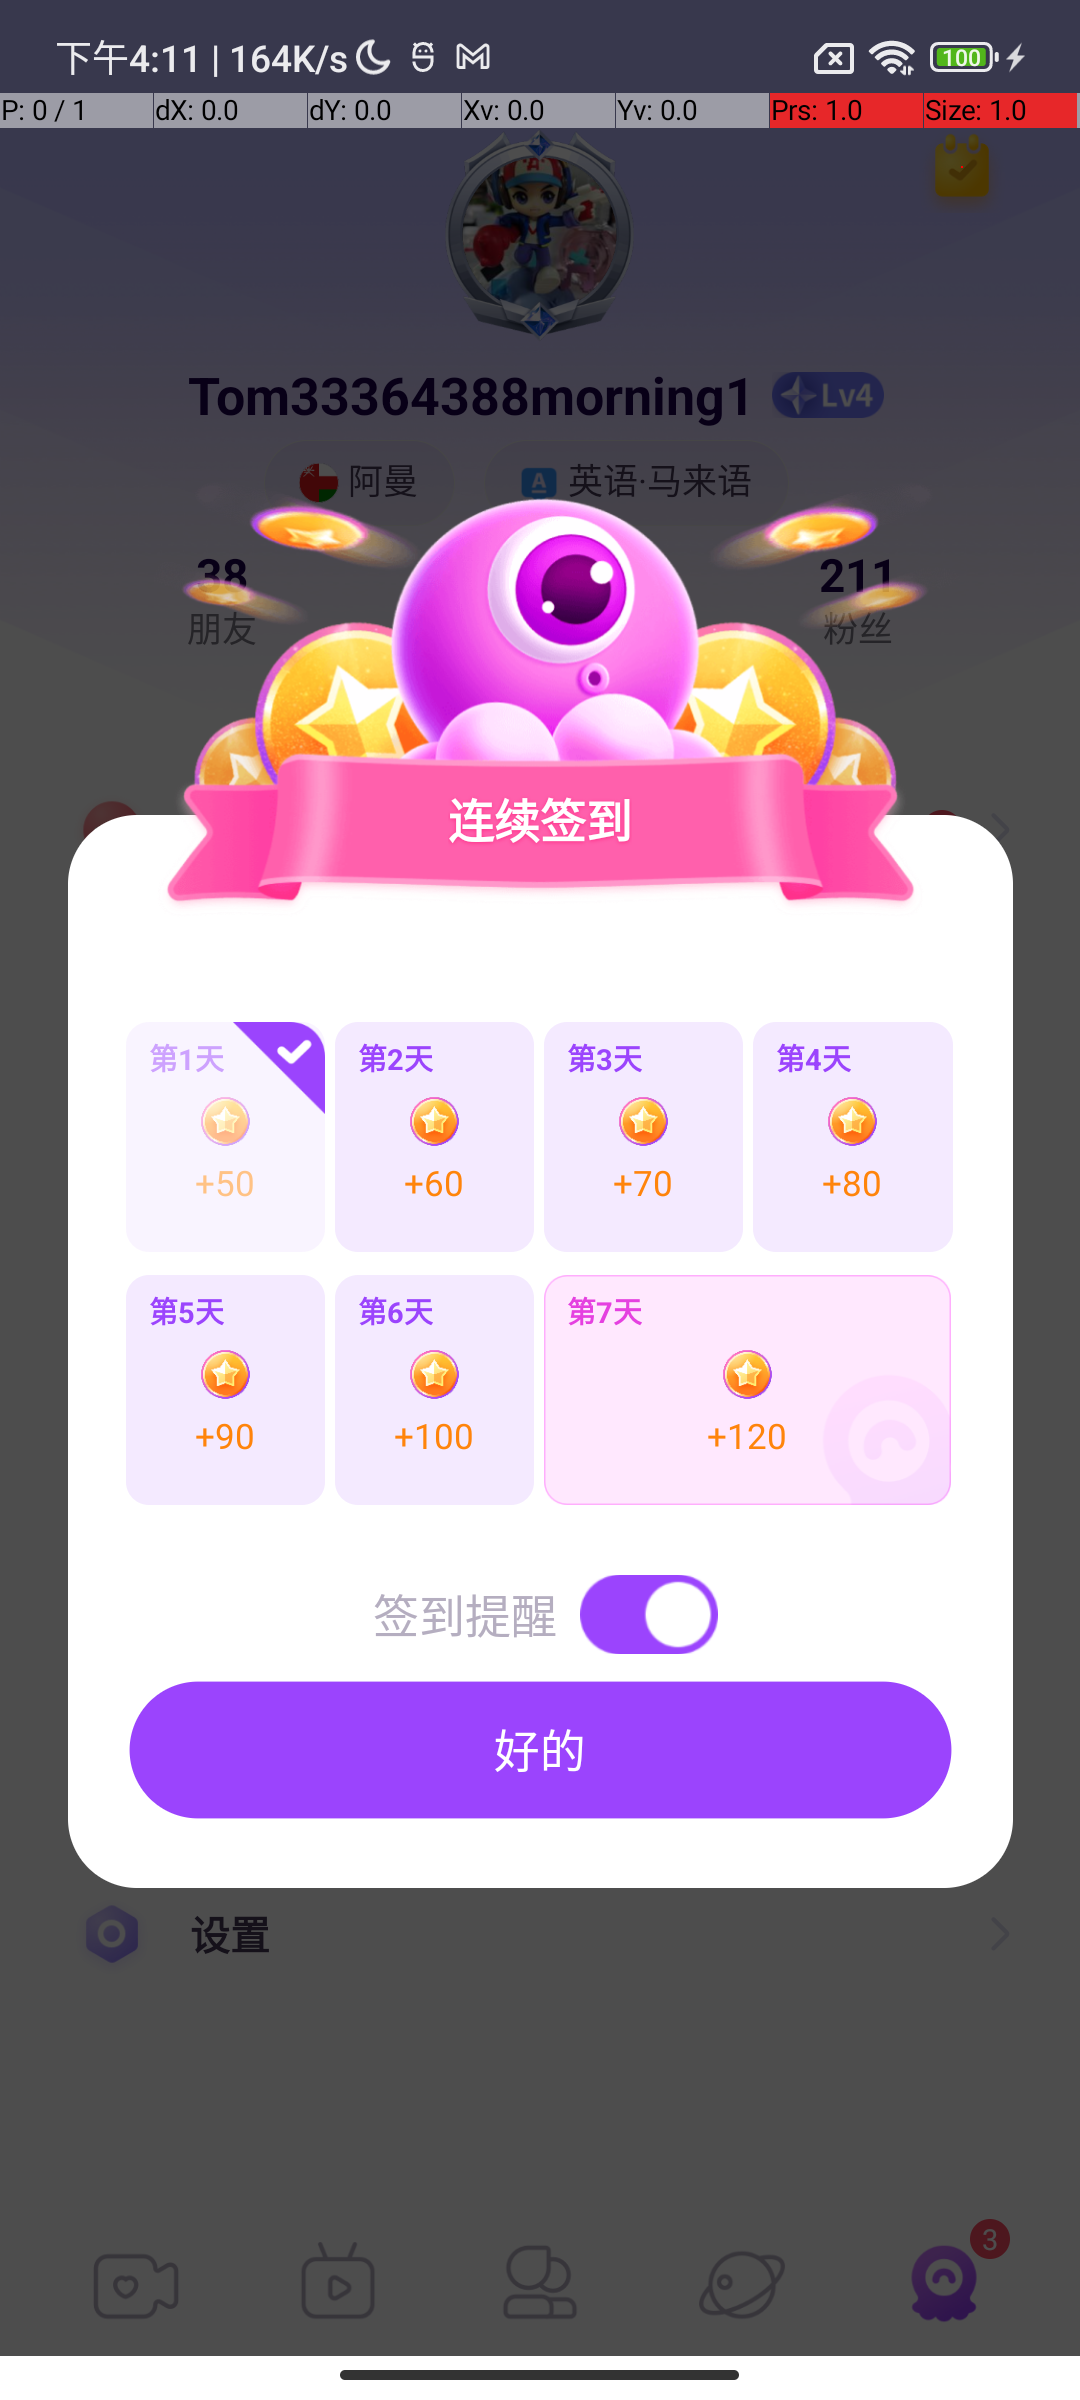 下午4:11 | 164K/s
100
P: 0 / 1
dX: 0.0
dY: 0.0
Xv: 0.0
Yv: 0.0
Prs: 1.0
Size: 1.0
Tom33364388morning1
Lv4
阿曼
英语·马来语
38
211
朋友
粉丝
连续签到
第1天
第2天
第3天
第4天
+50
+60
+70
+80
第5天
第6天
第7天
+90
+100
+120
签到提醒
好的
设置
3